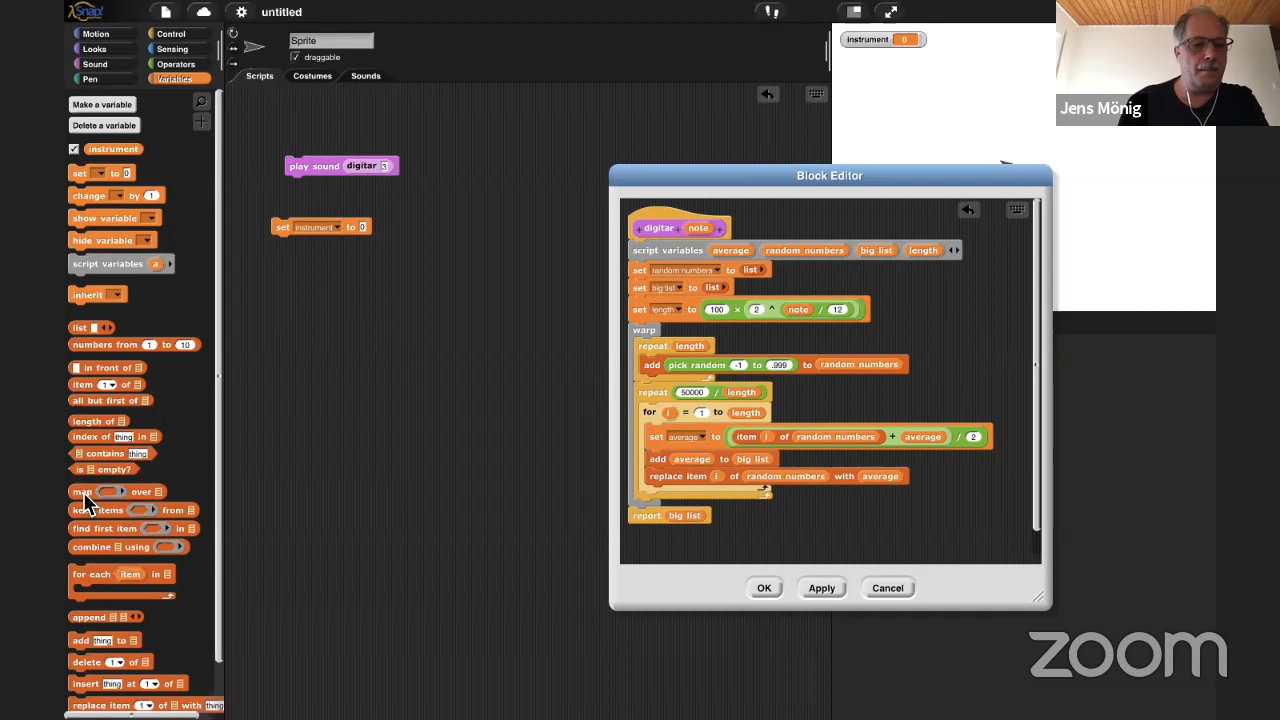 Snap!
untitled
Motion
Control
Looks
Sensing
Sound
Operators
Pen
Variables
Make a variable
Delete a variable
instrument
set to 0
change by 1
show variable
hide variable
script variables a
inherit
list
numbers from 1 to 10
in front of
item 1 of
all but first of
length of
index of thing in
contains thing
is empty?
map over
items from
find first item in
combine using
for each item in
append
add thing to
delete 1 of
insert thing at 1 of
replace item 1 of with thing
Sprite
draggable
Scripts
Costumes
Sounds
play sound digitar 3
set instrument to 0
Block Editor
+ digitar + note +
script variables average random numbers big list length
set random numbers to list
set big list to list
set length to 100 × 2 ^ note / 12
warp
repeat length
add pick random -1 to .999 to random numbers
repeat 50000 / length
for i = 1 to length
set average to item i of random numbers + average / 2
add average to big list
replace item i of random numbers with average
report big list
OK
Apply
Cancel
instrument 0
Jens Mönig
zoom